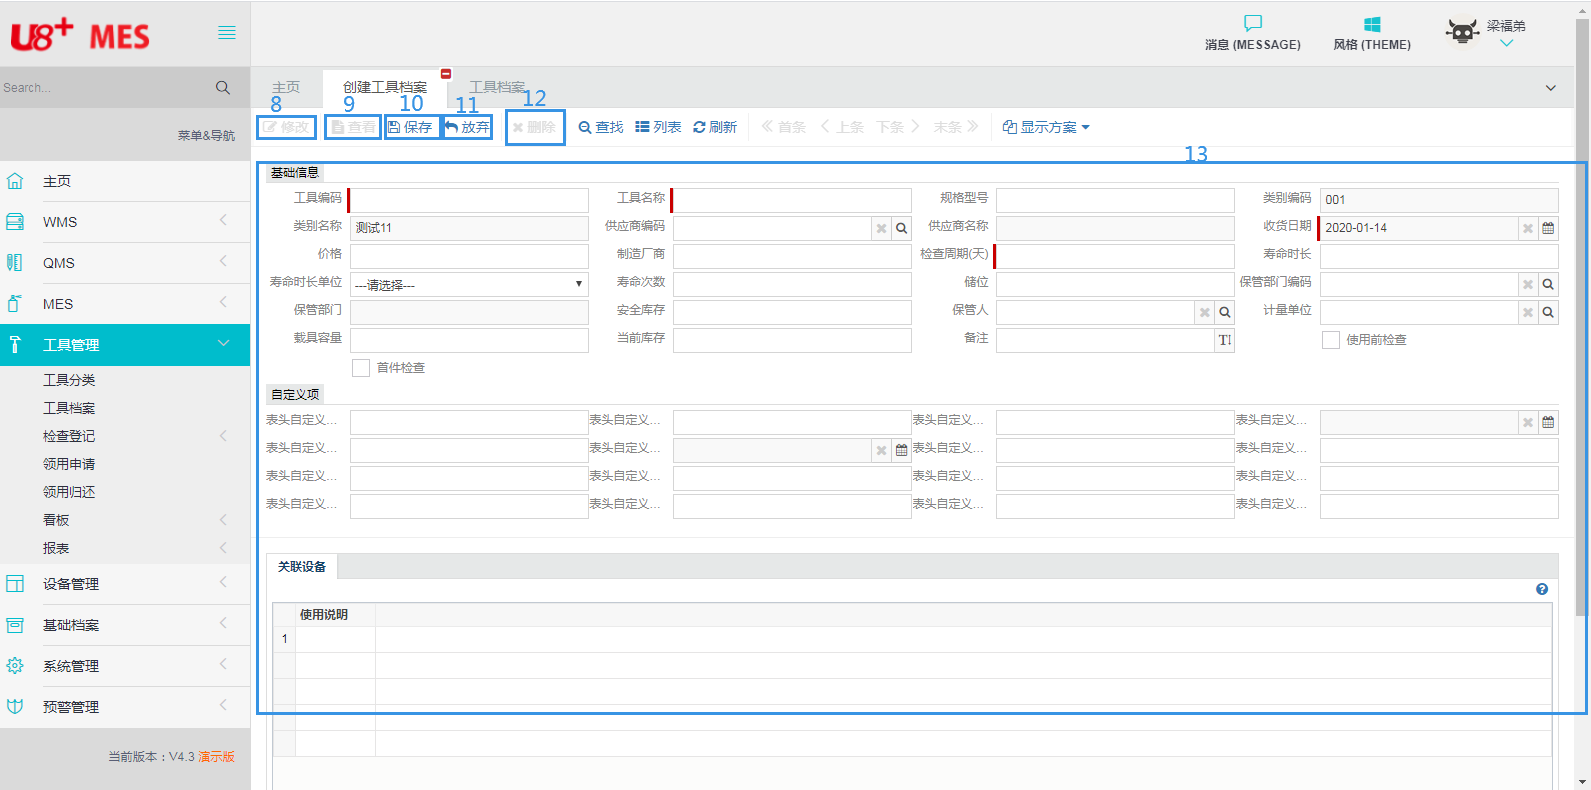 U8+ MES
消息 (MESSAGE)
风格 (THEME)
梁福弟
Search...
菜单&导航
主页
WMS
QMS
MES
工具管理
工具分类
工具档案
检查登记
领用申请
领用归还
看板
报表
设备管理
基础档案
系统管理
预警管理
当前版本：V4.3 演示版
主页 创建工具档案 工具档案
8 9 10 11 12
修改 查看 保存 放弃 删除 查找 列表 刷新 首条 上条 下条 末条 显示方案
13
基础信息
工具编码 工具名称 规格型号 类别编码 001
类别名称 测试11 供应商编码 供应商名称 收货日期 2020-01-14
价格 制造厂商 检查周期(天) 寿命时长
寿命时长单位 ---请选择--- 寿命次数 储位 保管部门编码
保管部门 安全库存 保管人 计量单位
载具容量 当前库存 备注 T 使用前检查
首件检查
自定义项
表头自定义... 表头自定义... 表头自定义... 表头自定义...
表头自定义... 表头自定义... 表头自定义... 表头自定义...
表头自定义... 表头自定义... 表头自定义... 表头自定义...
表头自定义... 表头自定义... 表头自定义... 表头自定义...
关联设备
使用说明
1